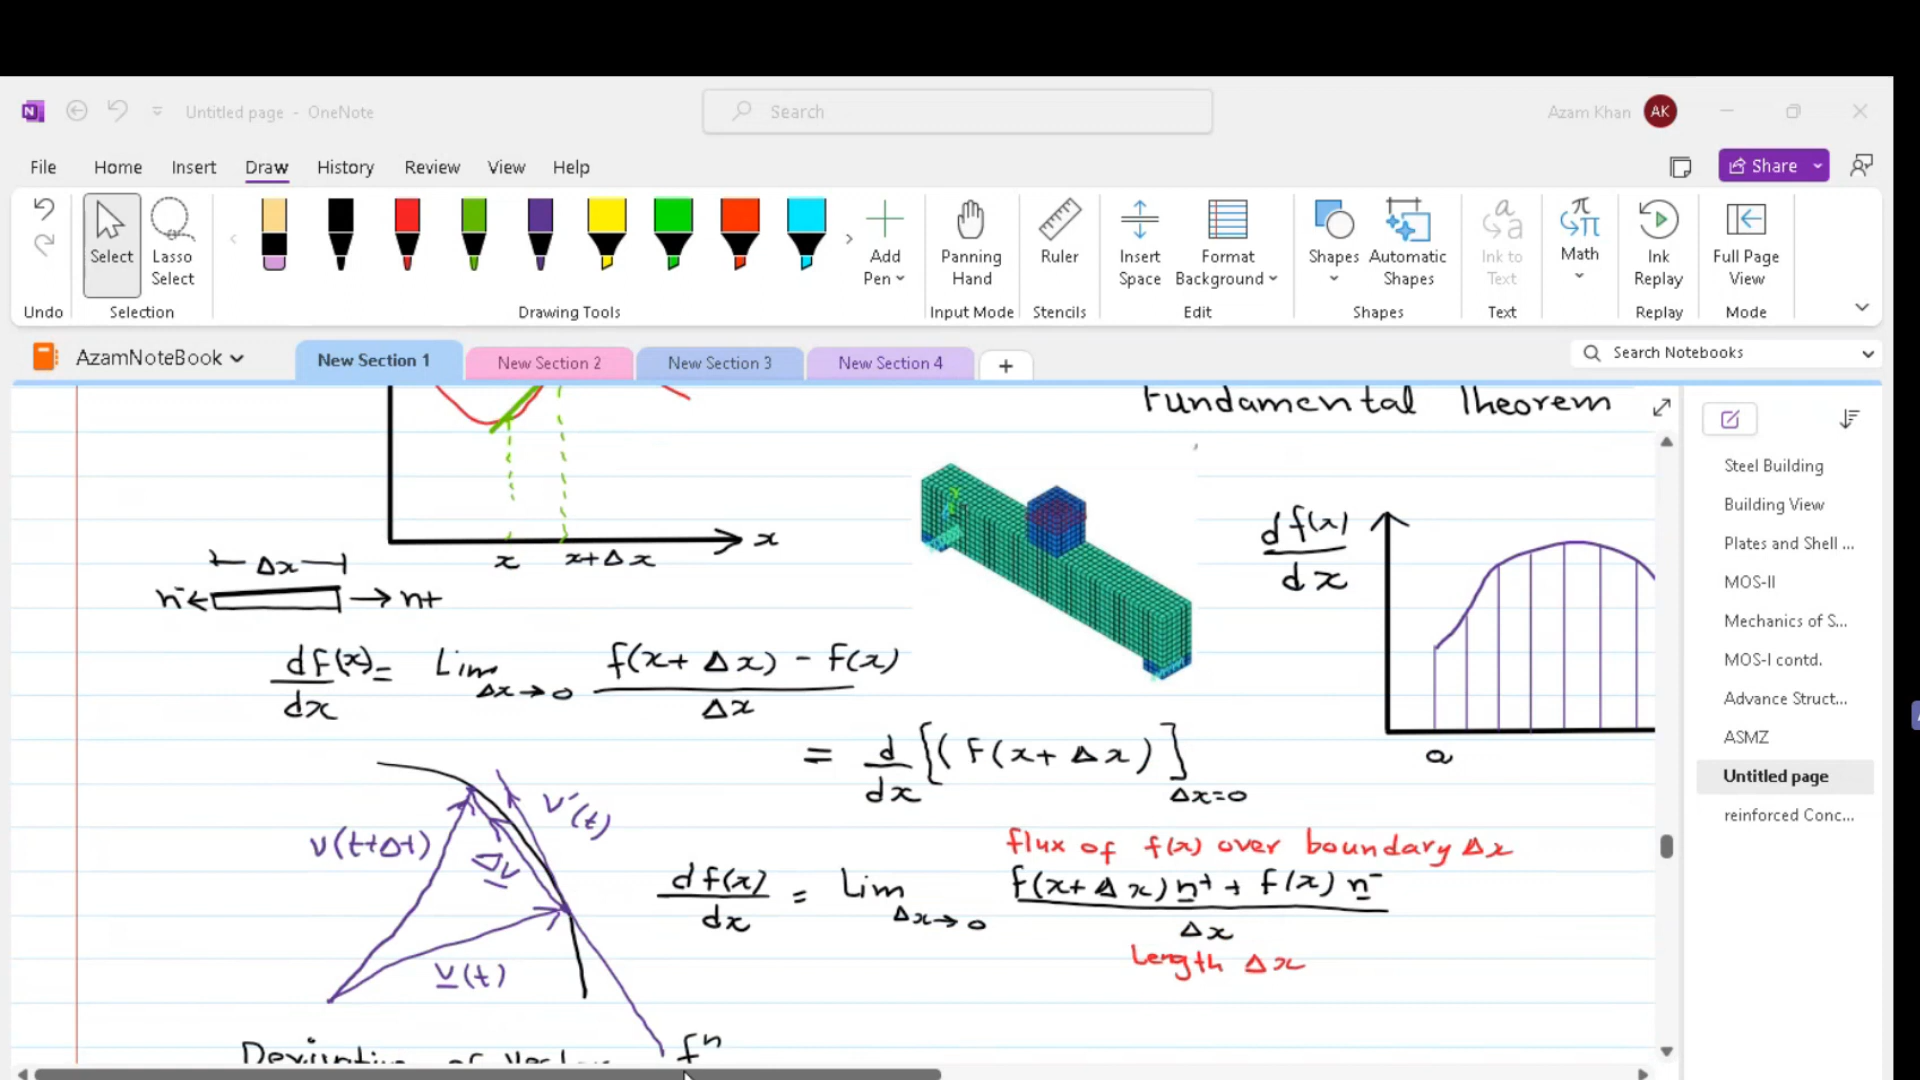 Untitled page - OneNote
Search
Azam Khan AK
File Home Insert Draw History Review View Help
Share
Select
Lasso Select
Add Pen
Panning Hand
Ruler
Insert Space
Format Background
Shapes
Automatic Shapes
Ink to Text
Math
Ink Replay
Full Page View
Undo Selection Drawing Tools Input Mode Stencils Edit Shapes Text Replay Mode
AzamNoteBook New Section 1 New Section 2 New Section 3 New Section 4 +
Search Notebooks
Fundamental Theorem
x x+Δx x
Δx
n- n+
d f(x) / dx
a
dF(x)/dx = Lim Δx→0 f(x+Δx) - F(x) / Δx
= d/dx [(F(x+Δx)] Δx=0
v(t+Δt) Δv v'(t)
v(t)
flux of f(x) over boundary Δx
d f(x)/dx = Lim Δx→0 f(x+Δx) n+ + f(x) n- / Δx
Length Δx
Derivative of Vector fn
Steel Building
Building View
Plates and Shell ...
MOS-II
Mechanics of S...
MOS-I contd.
Advance Struct...
ASMZ
Untitled page
reinforced Conc...